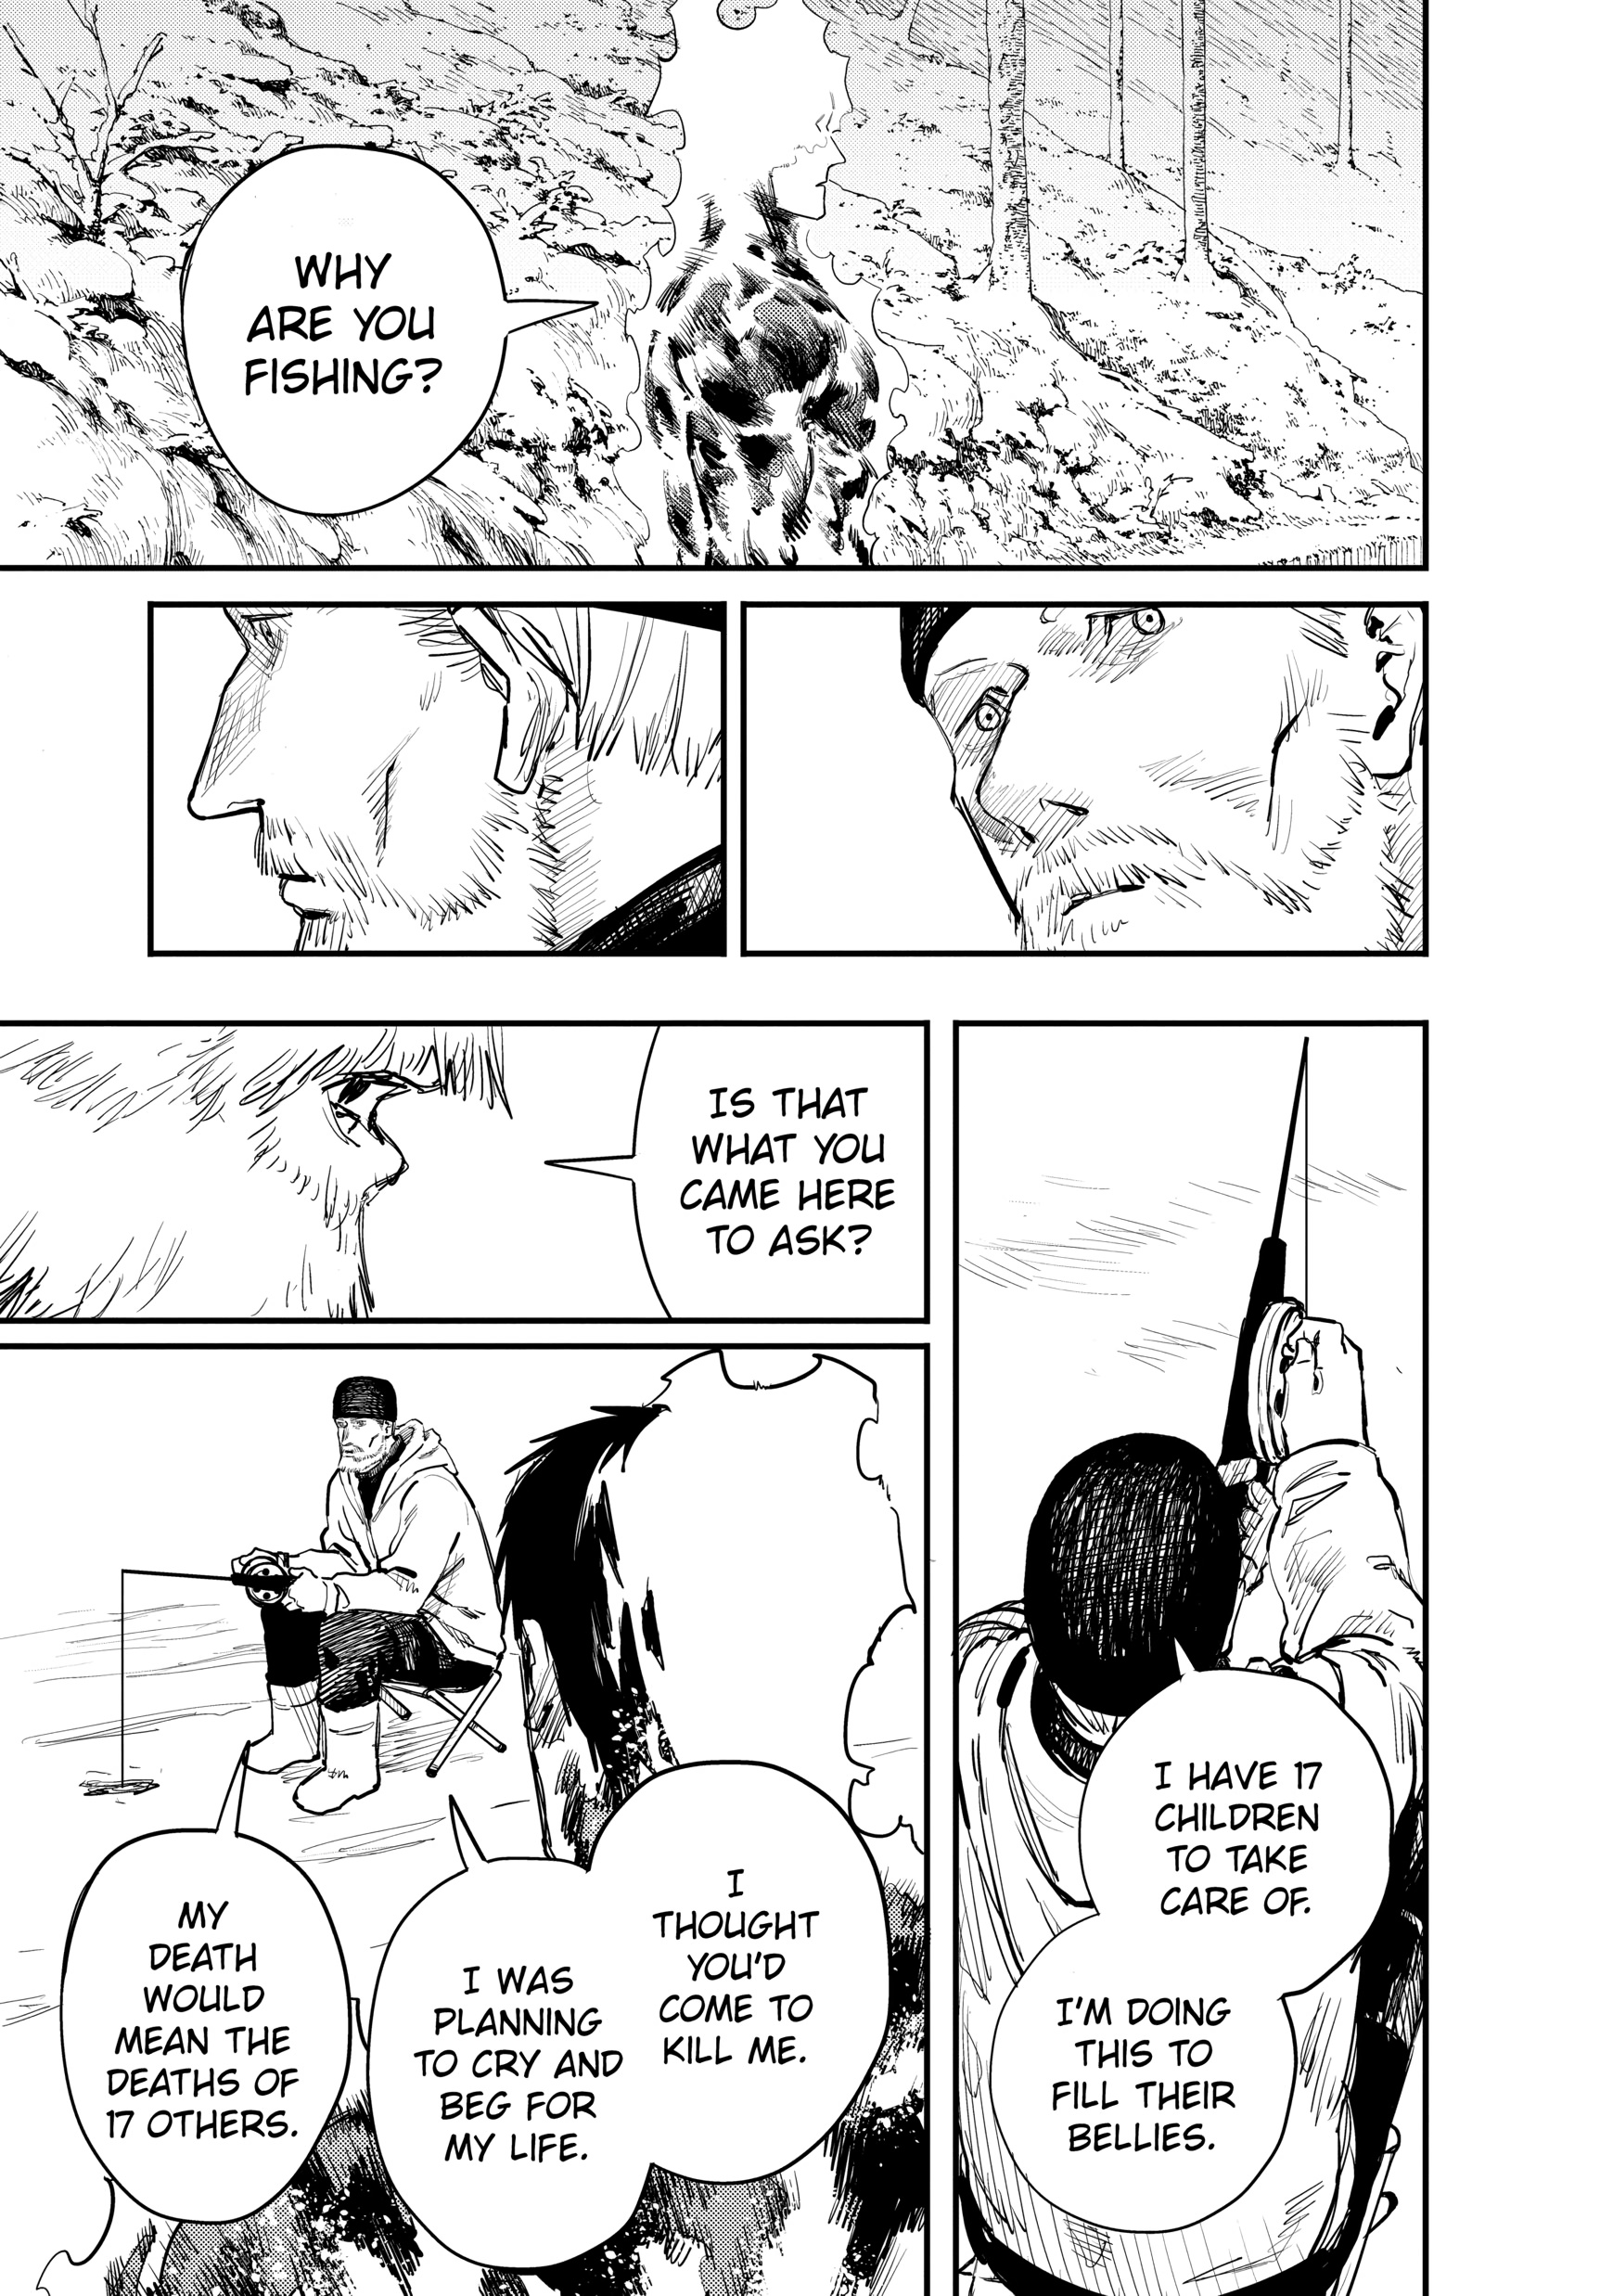 WHY
ARE YOU
FISHING?
I HAVE 17
CHILDREN
TO TAKE
CARE OF.
I'M DOING
THIS TO
FILL THEIR
BELLIES.
IS THAT
WHAT YOU
CAME HERE
TO ASK?
I
THOUGHT
YOU'D
COME TO
KILL ME.
I WAS
PLANNING
TO CRY AND
BEG FOR
MY LIFE.
MY
DEATH
WOULD
MEAN THE
DEATHS OF
17 OTHERS.